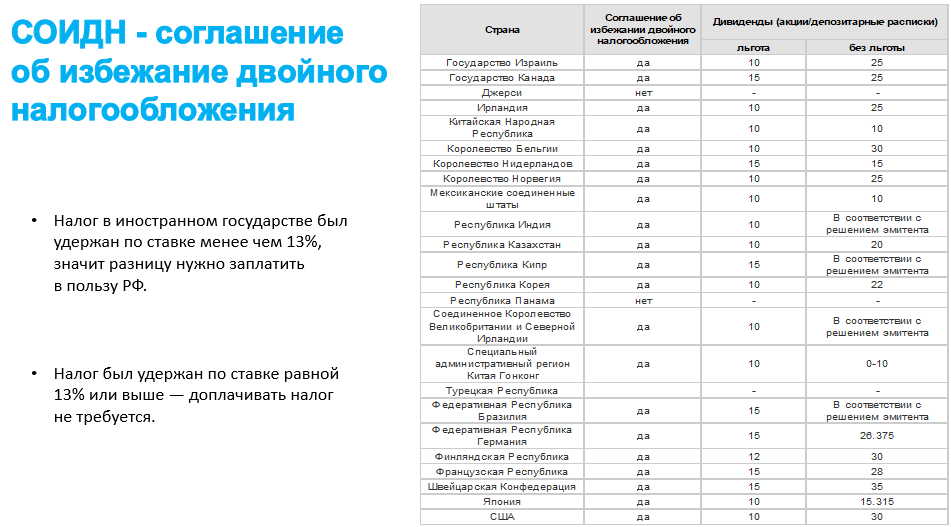 СОИДН - соглашение
об избежание двойного
налогообложения
• Налог в иностранном государстве был
удержан по ставке менее чем 13%,
значит разницу нужно заплатить
в пользу РФ.
• Налог был удержан по ставке равной
13% или выше — доплачивать налог
не требуется.
Страна
Соглашение об
избежании двойного
налогообложения
Дивиденды (акции/депозитарные расписки)
льгота без льготы
Государство Израиль да 10 25
Государство Канада да 15 25
Джерси нет - -
Ирландия да 10 25
Китайская Народная
Республика да 10 10
Королевство Бельгии да 10 30
Королевство Нидерландов да 15 15
Королевство Норвегия да 10 25
Мексиканские соединенные
штаты да 10 10
Республика Индия да 10 В соответствии с
решением эмитента
Республика Казахстан да 10 20
Республика Кипр да 15 В соответствии с
решением эмитента
Республика Корея да 10 22
Республика Панама нет - -
Соединенное Королевство
Великобритании и Северной
Ирландии да 10 В соответствии с
решением эмитента
Специальный
административный регион
Китая Гонконг да 10 0-10
Турецкая Республика - -
Федеративная Республика
Бразилия да 15 В соответствии с
решением эмитента
Федеративная Республика
Германия да 15 26.375
Финляндская Республика да 12 30
Французская Республика да 15 28
Швейцарская Конфедерация да 15 35
Япония да 10 15.315
США да 10 30